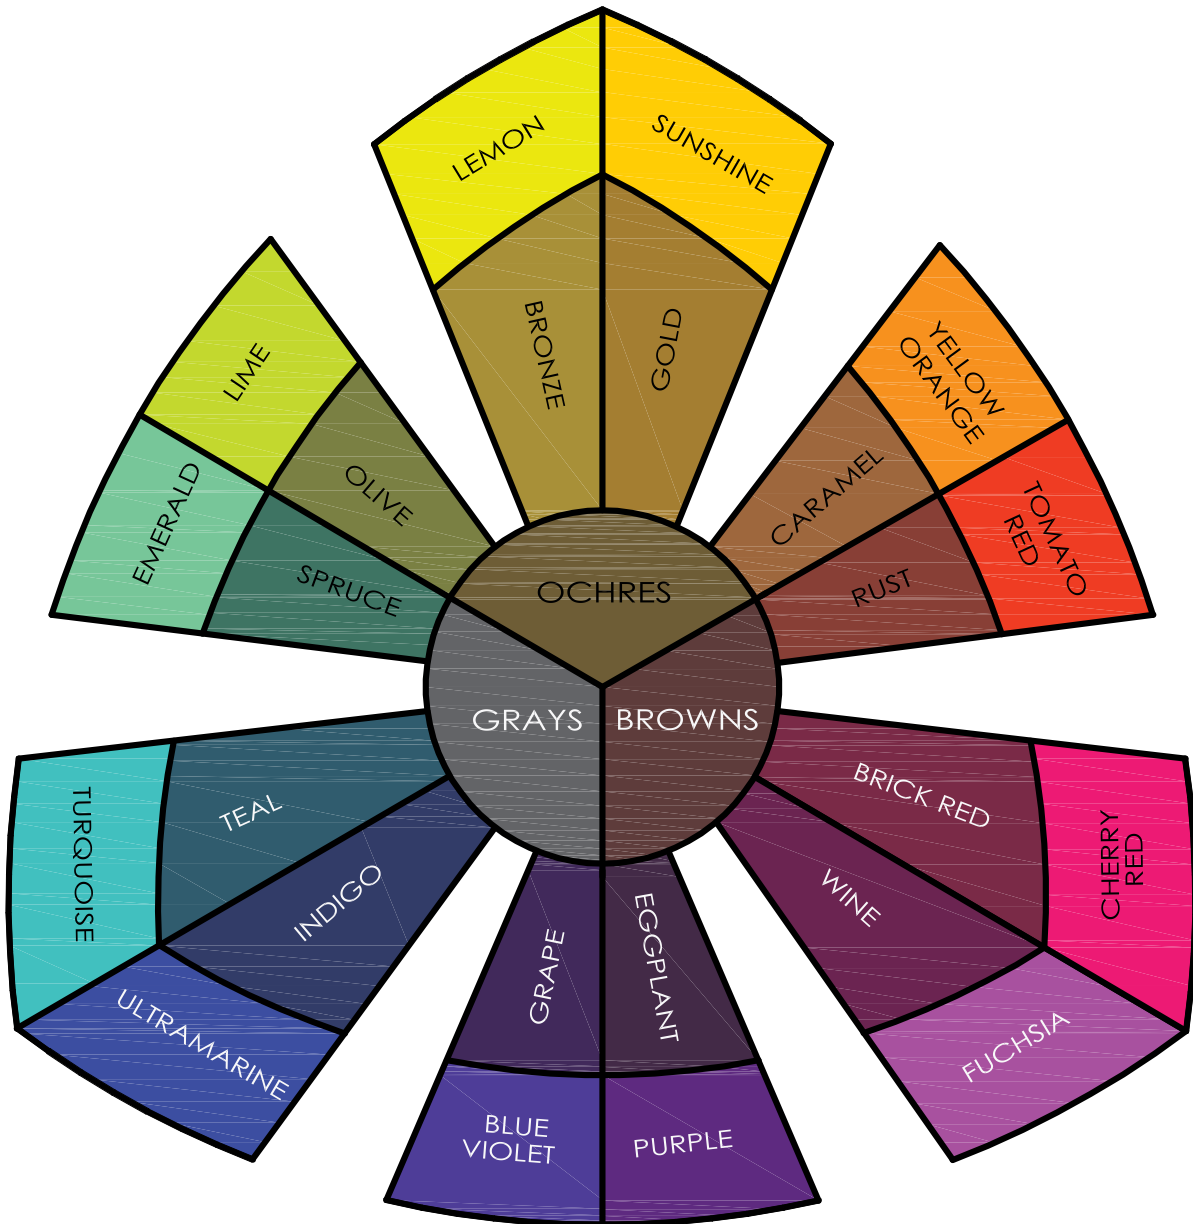 LEMON
SUNSHINE
BRONZE
GOLD
LIME
YELLOW
ORANGE
OLIVE
CARAMEL
EMERALD
TOMATO
RED
SPRUCE
RUST
OCHRES
GRAYS
BROWNS
TURQUOISE
TEAL
BRICK RED
CHERRY
RED
INDIGO
WINE
GRAPE
EGGPLANT
ULTRAMARINE
FUCHSIA
BLUE
VIOLET
PURPLE